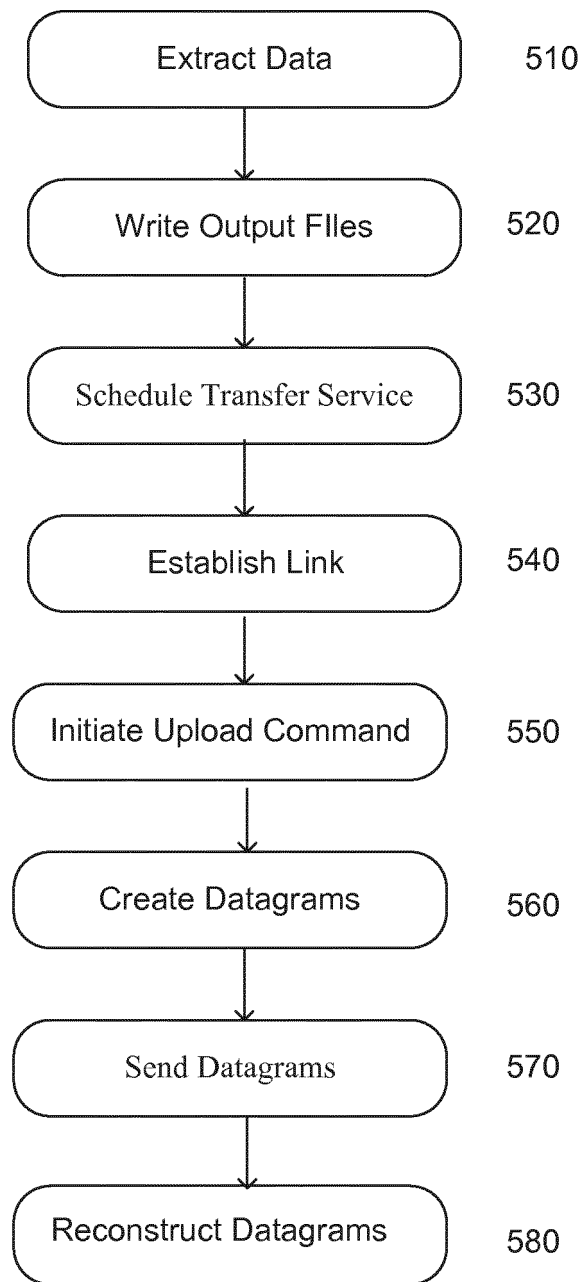 Extract Data 510
Write Output FIles 520
Schedule Transfer Service 530
Establish Link 540
Initiate Upload Command 550
Create Datagrams 560
Send Datagrams 570
Reconstruct Datagrams 580